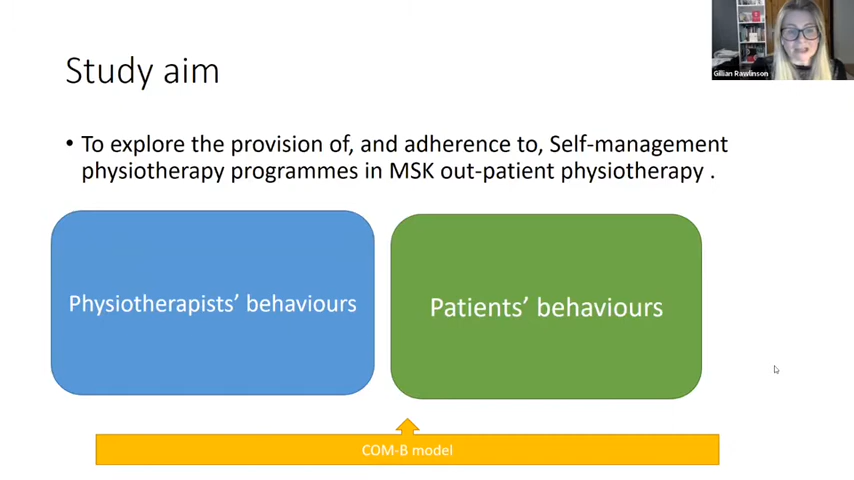 Gillian Rawlinson
Study aim
• To explore the provision of, and adherence to, Self-management
physiotherapy programmes in MSK out-patient physiotherapy .
Physiotherapists’ behaviours
Patients’ behaviours
COM-B model